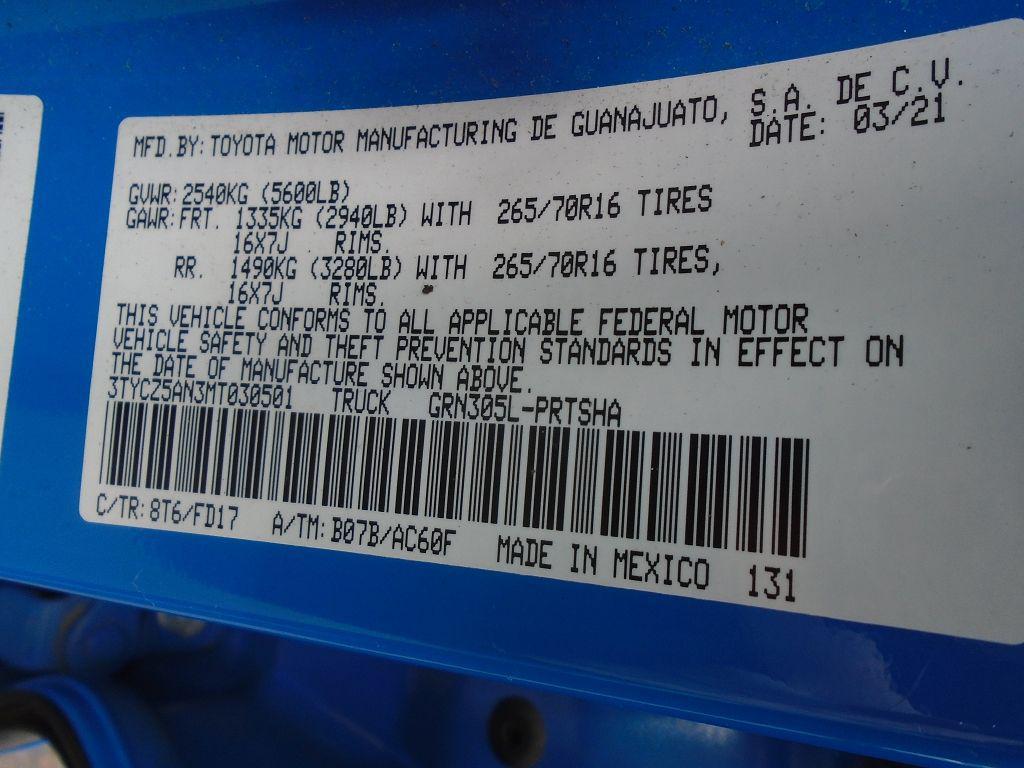 MFD.BY:TOYOTA MOTOR MANUFACTURING DE GUANAJUATO, S.A. DE C.V.
DATE: 03/21
GVWR:2540KG (5600LB)
GAWR:FRT. 1335KG (2940LB) WITH 265/70R16 TIRES
16X7J RIMS.
RR. 1490KG (3280LB) WITH 265/70R16 TIRES,
16X7J RIMS.
THIS VEHICLE CONFORMS TO ALL APPLICABLE FEDERAL MOTOR
VEHICLE SAFETY AND THEFT PREVENTION STANDARDS IN EFFECT ON
THE DATE OF MANUFACTURE SHOWN ABOVE.
3TYCZ5AN3MT030501 TRUCK GRN305L-PRTSHA
C/TR:8T6/FD17 A/TM:B07B/AC60F MADE IN MEXICO 131